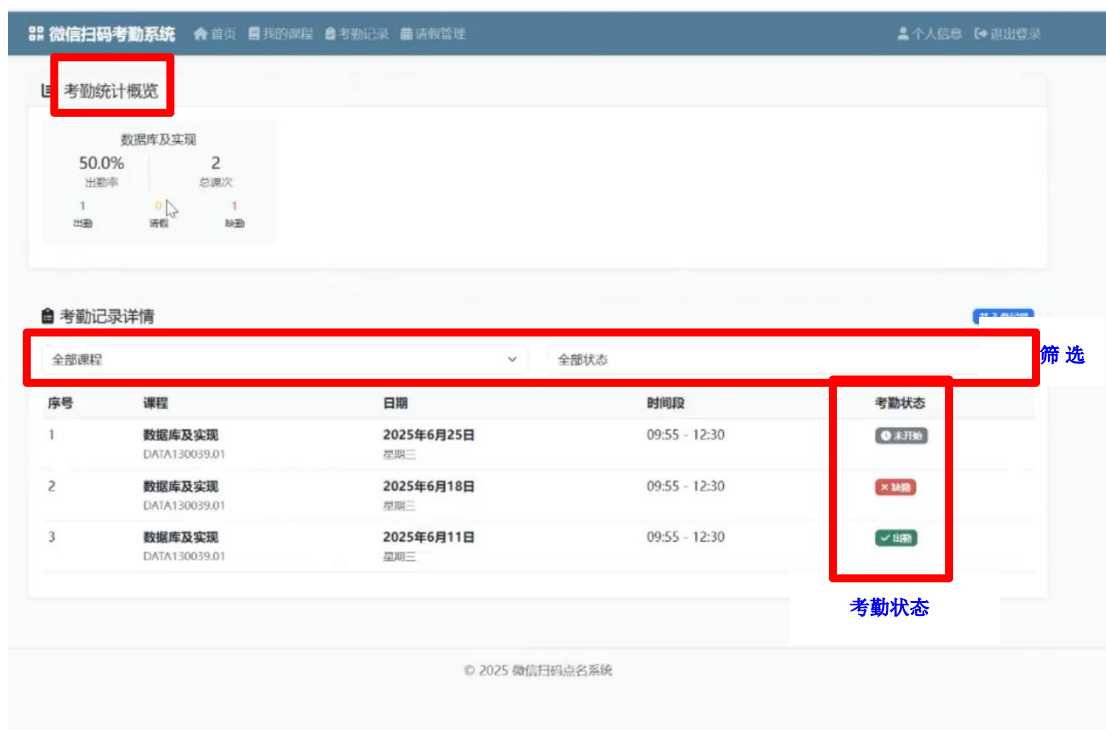 微信扫码考勤系统 首页 我的课程 考勤记录 请假管理 个人信息 退出登录
考勤统计概览
数据库及实现
50.0% 2
出勤率 总课次
1 0 1
出勤 请假 缺勤
考勤记录详情
筛 选
全部课程 全部状态
序号 课程 日期 时间段 考勤状态
1 数据库及实现 2025年6月25日 09:55 - 12:30 未开始
DATA130039.01 星期三
2 数据库及实现 2025年6月18日 09:55 - 12:30 缺勤
DATA130039.01 星期三
3 数据库及实现 2025年6月11日 09:55 - 12:30 出勤
DATA130039.01 星期三
考勤状态
© 2025 微信扫码点名系统